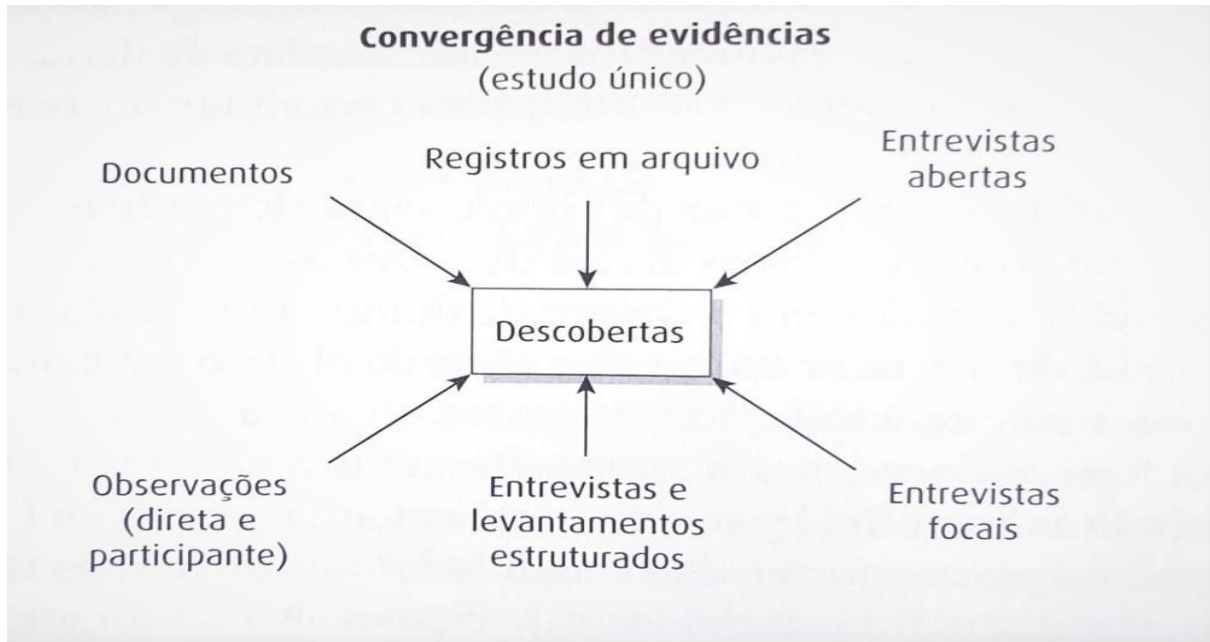 Convergência de evidências
(estudo único)
Documentos
Registros em arquivo
Entrevistas
abertas
Descobertas
Observações
(direta e
participante)
Entrevistas e
levantamentos
estruturados
Entrevistas
focais